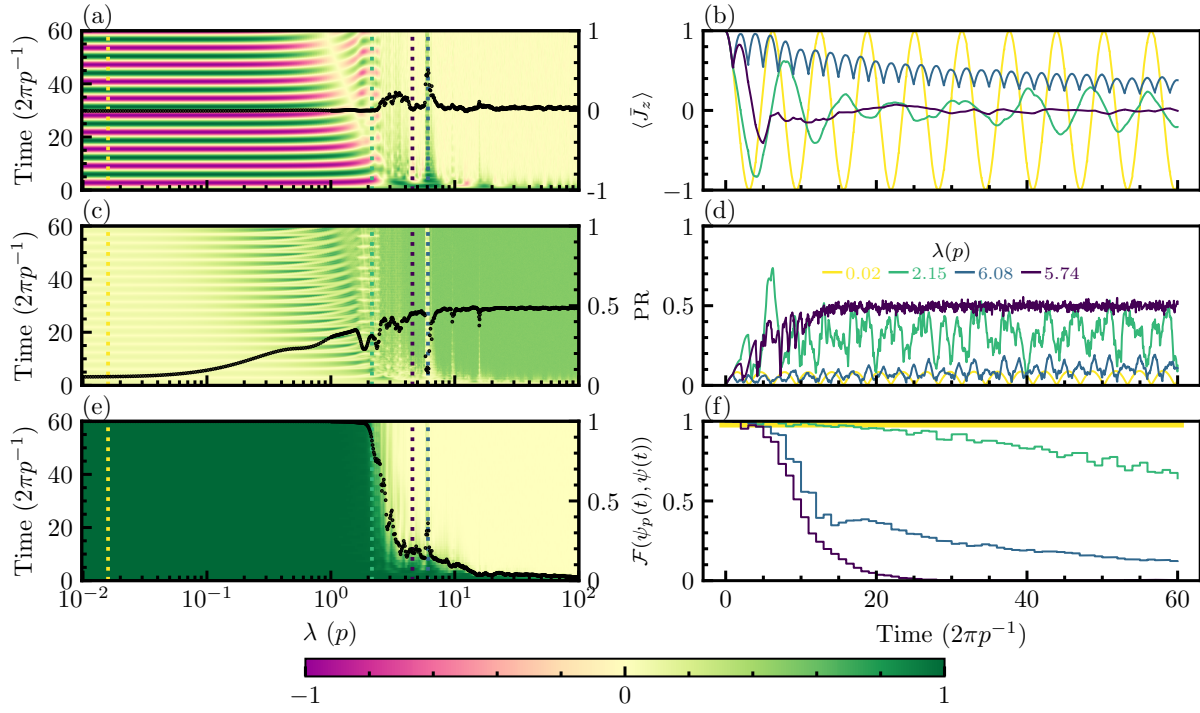 (a)
(b)
60
40
20
0
Time (2πp⁻¹)
1
0
-1
1
0
−1
⟨J̄z⟩
(c)
(d)
60
40
20
0
Time (2πp⁻¹)
1
0.5
0
1
0.5
0
PR
λ(p)
0.02 2.15 6.08 5.74
(e)
(f)
60
40
20
0
Time (2πp⁻¹)
1
0.5
0
1
0.5
0
ℱ(ψp(t), ψ(t))
10⁻² 10⁻¹ 10⁰ 10¹ 10²
λ (p)
0 20 40 60
Time (2πp⁻¹)
−1 0 1